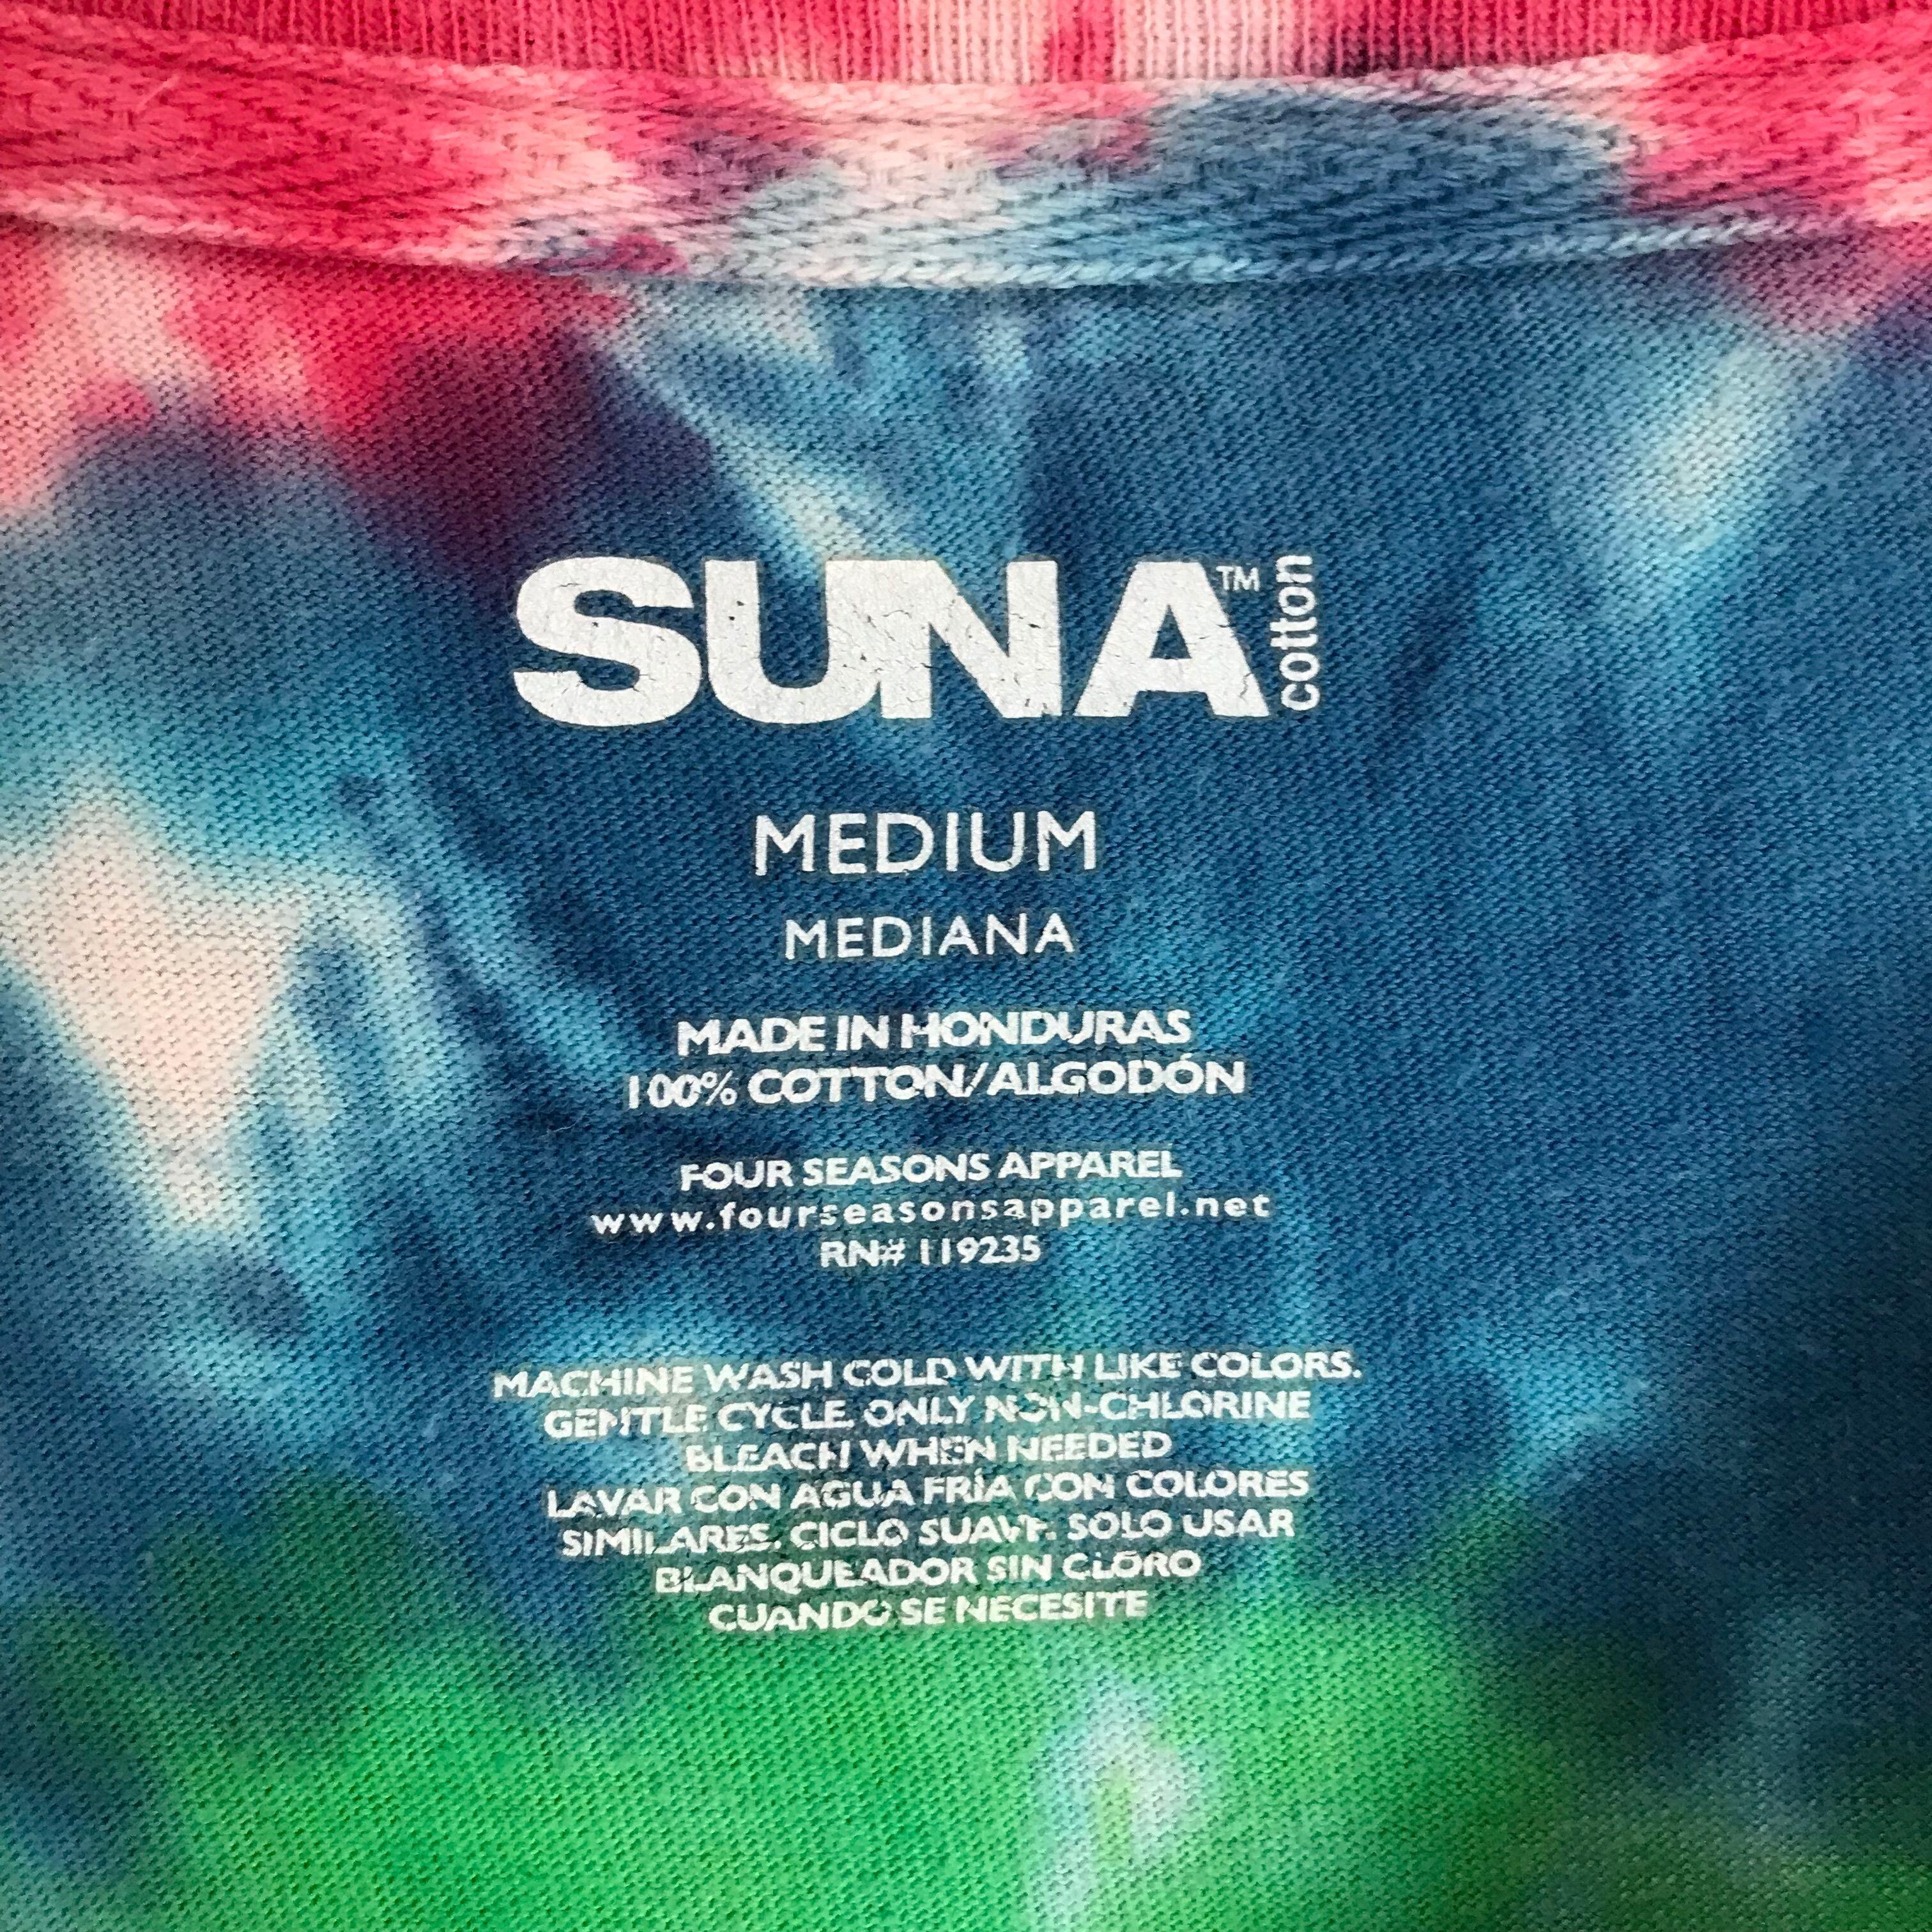 SUNA™ cotton
MEDIUM
MEDIANA
MADE IN HONDURAS
100% COTTON/ALGODÓN
FOUR SEASONS APPAREL
www.fourseasonsapparel.net
RN# 119235
MACHINE WASH COLD WITH LIKE COLORS.
GENTLE CYCLE. ONLY NON-CHLORINE
BLEACH WHEN NEEDED
LAVAR CON AGUA FRÍA CON COLORES
SIMILARES. CICLO SUAVE. SOLO USAR
BLANQUEADOR SIN CLORO
CUANDO SE NECESITE